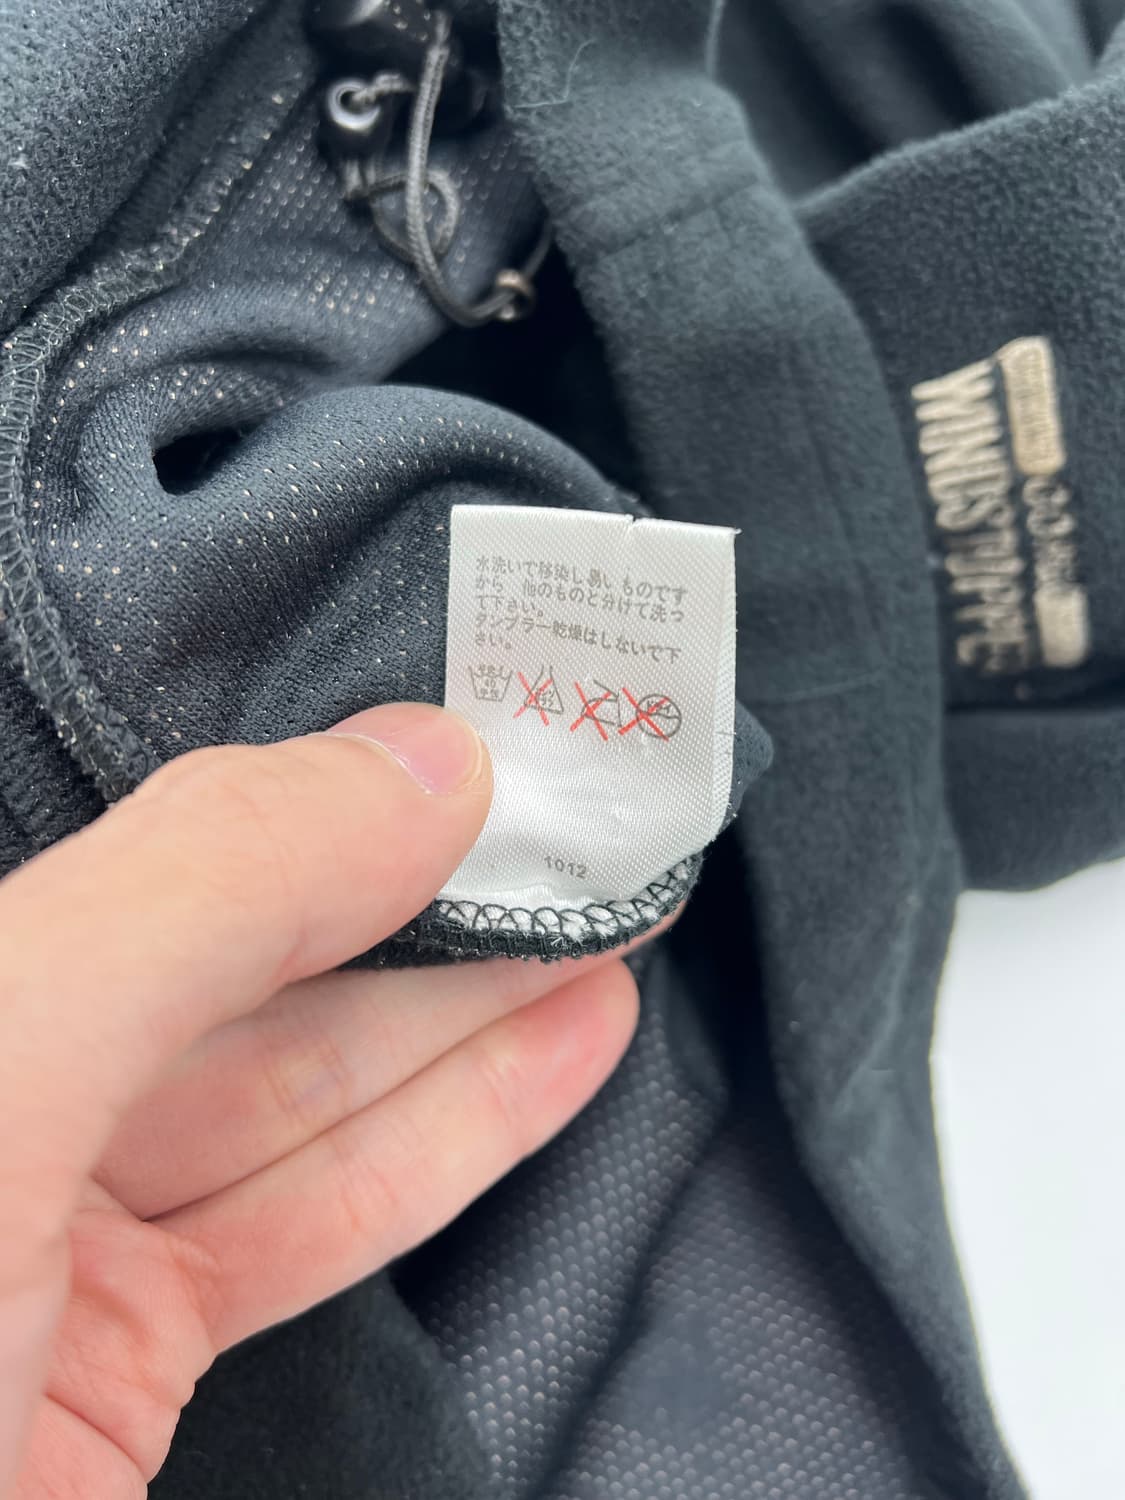 水洗いで移染し易いものです
から 他のものと分けて洗っ
て下さい。
タンブラー乾燥はしないで下
さい。
1012
WINDSTOPPER